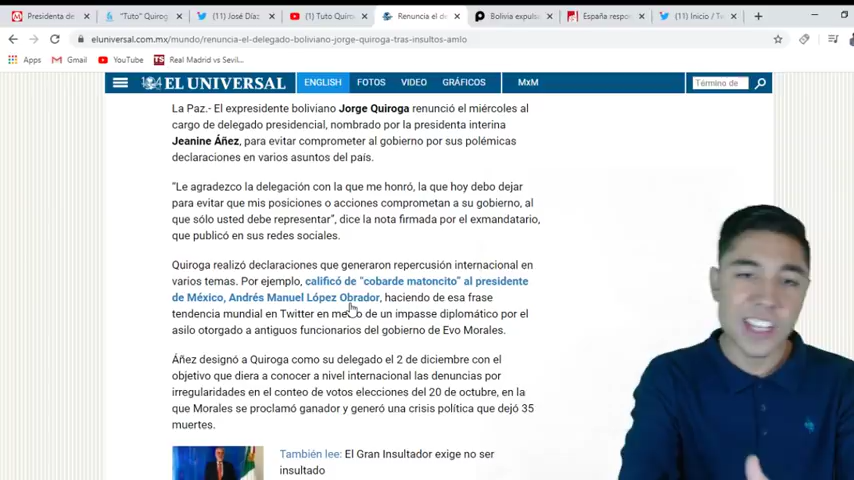 Presidenta de
"Tuto" Quirog
(11) José Díaz
(1) Tuto Quiro
Renuncia el de
Bolivia expuls
España respo
(11) Inicio / Tw
eluniversal.com.mx/mundo/renuncia-el-delegado-boliviano-jorge-quiroga-tras-insultos-amlo
Apps Gmail YouTube Real Madrid vs Sevil...
EL UNIVERSAL ENGLISH FOTOS VIDEO GRÁFICOS MxM Término de
La Paz.- El expresidente boliviano Jorge Quiroga renunció el miércoles al
cargo de delegado presidencial, nombrado por la presidenta interina
Jeanine Áñez, para evitar comprometer al gobierno por sus polémicas
declaraciones en varios asuntos del país.
"Le agradezco la delegación con la que me honró, la que hoy debo dejar
para evitar que mis posiciones o acciones comprometan a su gobierno, al
que sólo usted debe representar", dice la nota firmada por el exmandatario,
que publicó en sus redes sociales.
Quiroga realizó declaraciones que generaron repercusión internacional en
varios temas. Por ejemplo, calificó de "cobarde matoncito" al presidente
de México, Andrés Manuel López Obrador, haciendo de esa frase
tendencia mundial en Twitter en medio de un impasse diplomático por el
asilo otorgado a antiguos funcionarios del gobierno de Evo Morales.
Áñez designó a Quiroga como su delegado el 2 de diciembre con el
objetivo que diera a conocer a nivel internacional las denuncias por
irregularidades en el conteo de votos elecciones del 20 de octubre, en la
que Morales se proclamó ganador y generó una crisis política que dejó 35
muertes.
También lee: El Gran Insultador exige no ser
insultado